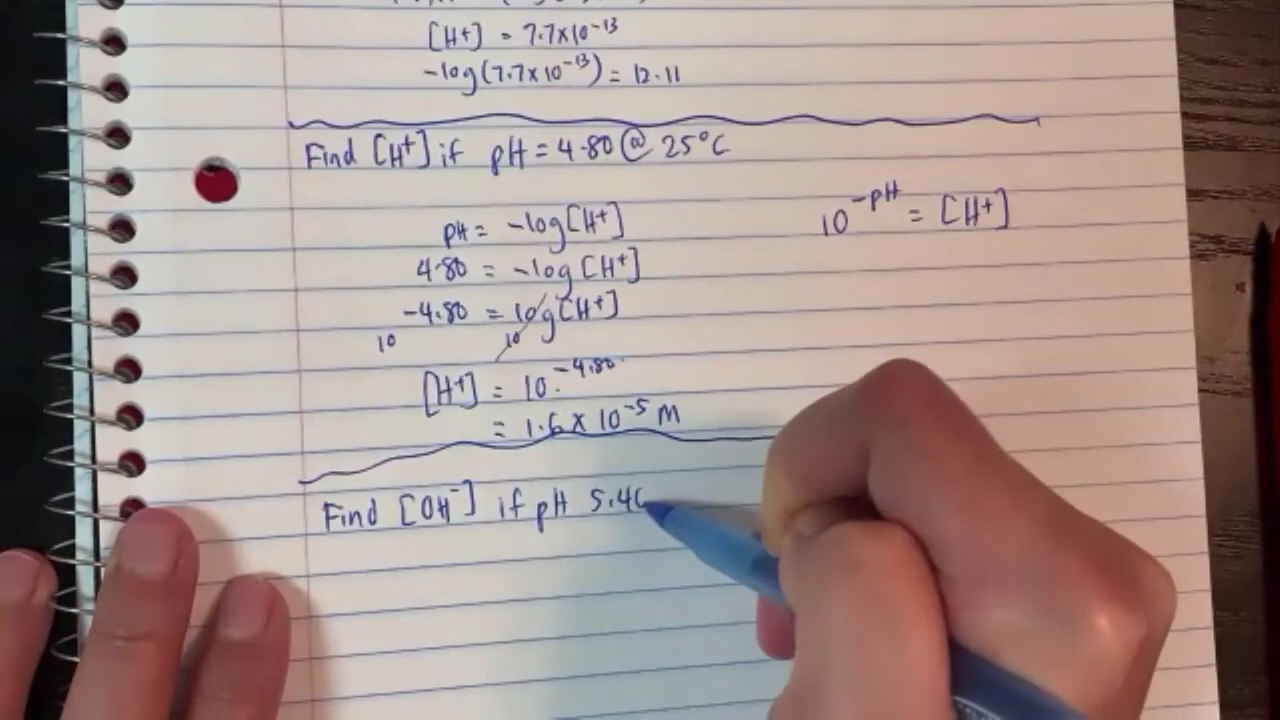 [H+] = 7.7x10⁻¹³
-log(7.7x10⁻¹³) = 12.11
Find [H⁺] if pH = 4.80 @ 25°C
pH = -log[H⁺]
10⁻ᵖᴴ = [H+]
4.80 = -log[H⁺]
-4.80 = log[H+]
10 10
[H+] = 10⁻⁴·⁸⁰
= 1.6 x 10⁻⁵ M
Find [OH⁻] if pH